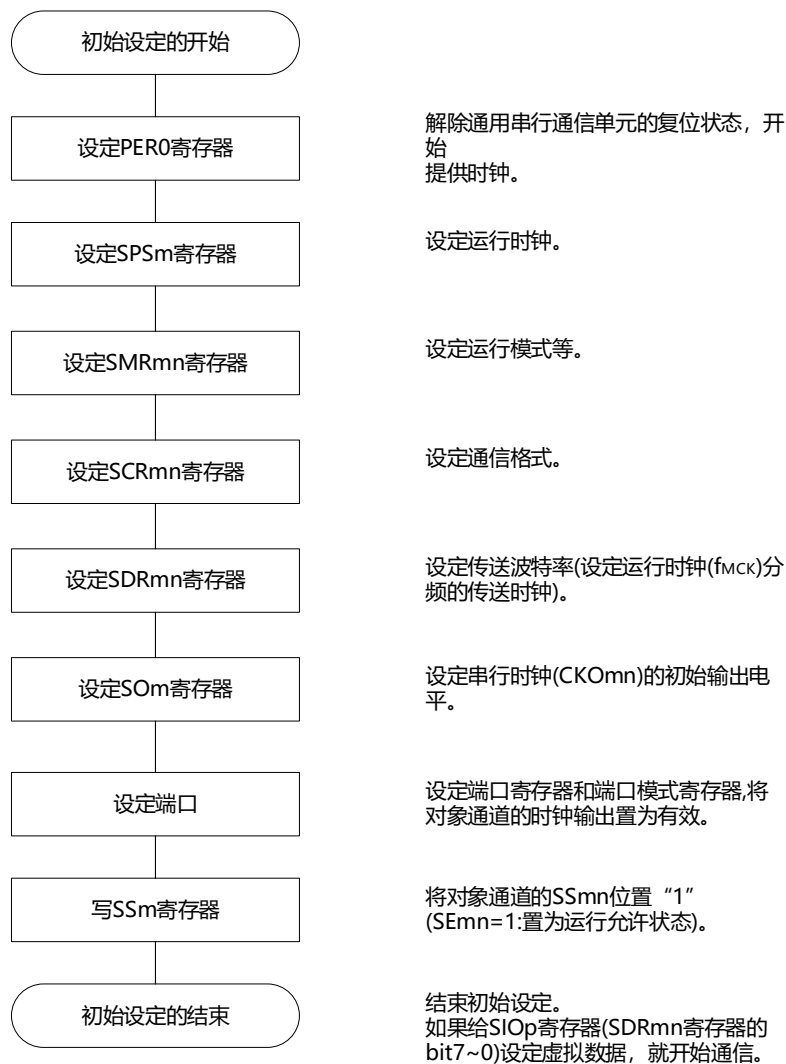 初始设定的开始
设定PER0寄存器
解除通用串行通信单元的复位状态，开
始
提供时钟。
设定SPSm寄存器
设定运行时钟。
设定SMRmn寄存器
设定运行模式等。
设定SCRmn寄存器
设定通信格式。
设定SDRmn寄存器
设定传送波特率(设定运行时钟(fMCK)分
频的传送时钟)。
设定SOm寄存器
设定串行时钟(CKOmn)的初始输出电
平。
设定端口
设定端口寄存器和端口模式寄存器,将
对象通道的时钟输出置为有效。
写SSm寄存器
将对象通道的SSmn位置“1”
(SEmn=1:置为运行允许状态)。
初始设定的结束
结束初始设定。
如果给SIOp寄存器(SDRmn寄存器的
bit7~0)设定虚拟数据，就开始通信。